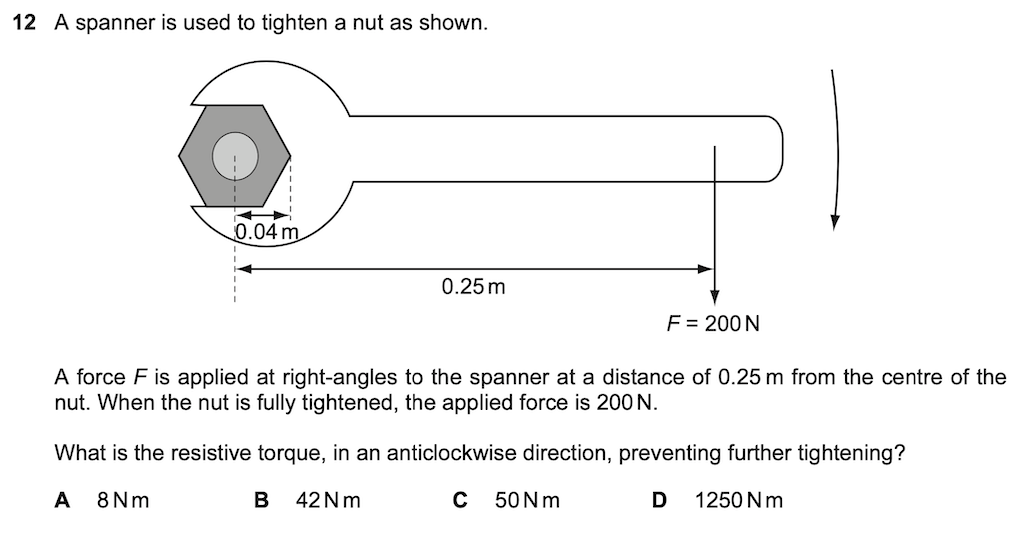 12 A spanner is used to tighten a nut as shown.
0.04 m
0.25 m
F = 200 N
A force F is applied at right-angles to the spanner at a distance of 0.25 m from the centre of the
nut. When the nut is fully tightened, the applied force is 200 N.
What is the resistive torque, in an anticlockwise direction, preventing further tightening?
A 8 N m B 42 N m C 50 N m D 1250 N m